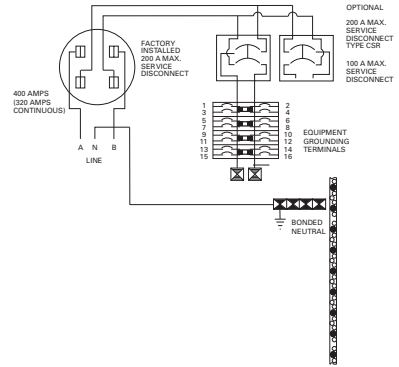 OPTIONAL
200 A MAX.
SERVICE
DISCONNECT
TYPE CSR
100 A MAX.
SERVICE
DISCONNECT
FACTORY
INSTALLED
200 A MAX.
SERVICE
DISCONNECT
400 AMPS
(320 AMPS
CONTINUOUS)
A N B
LINE
1 2
3 4
5 6
7 8
9 10
11 12
13 14
15 16
EQUIPMENT
GROUNDING
TERMINALS
BONDED
NEUTRAL